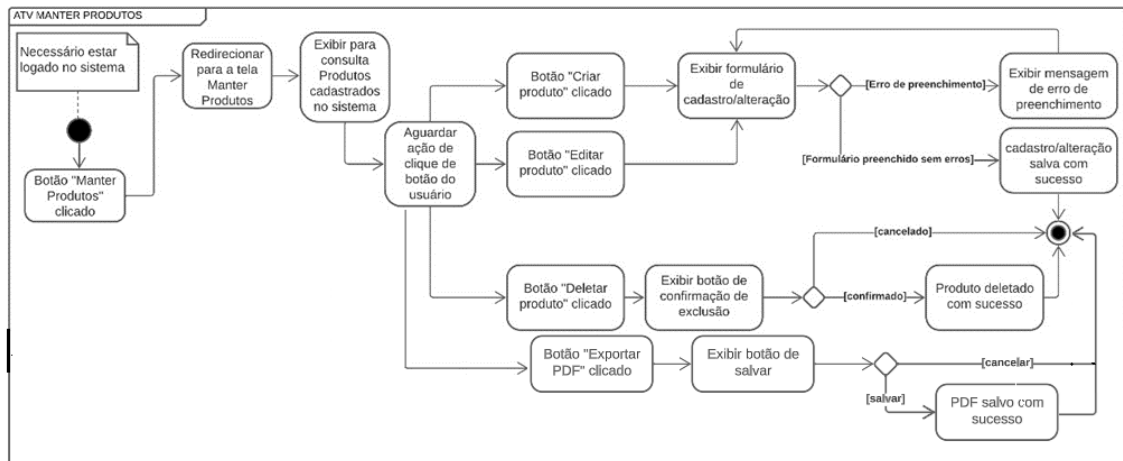 ATV MANTER PRODUTOS
Necessário estar
logado no sistema
Botão "Manter
Produtos"
clicado
Redirecionar
para a tela
Manter
Produtos
Exibir para
consulta
Produtos
cadastrados
no sistema
Aguardar
ação de
clique de
botão do
usuário
Botão "Criar
produto" clicado
Exibir formulário
de
cadastro/alteração
[Erro de preenchimento]
Exibir mensagem
de erro de
preenchimento
Botão "Editar
produto" clicado
[Formulário preenchido sem erros]
cadastro/alteração
salva com
sucesso
Botão "Deletar
produto" clicado
Exibir botão de
confirmação de
exclusão
[cancelado]
[confirmado]
Produto deletado
com sucesso
Botão "Exportar
PDF" clicado
Exibir botão de
salvar
[cancelar]
[salvar]
PDF salvo com
sucesso